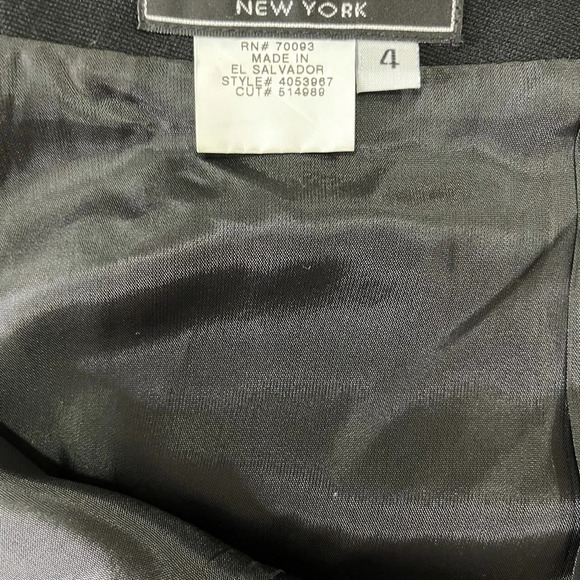 NEW YORK
RN# 70093
MADE IN
EL SALVADOR
STYLE# 4053967
CUT# 514989
4